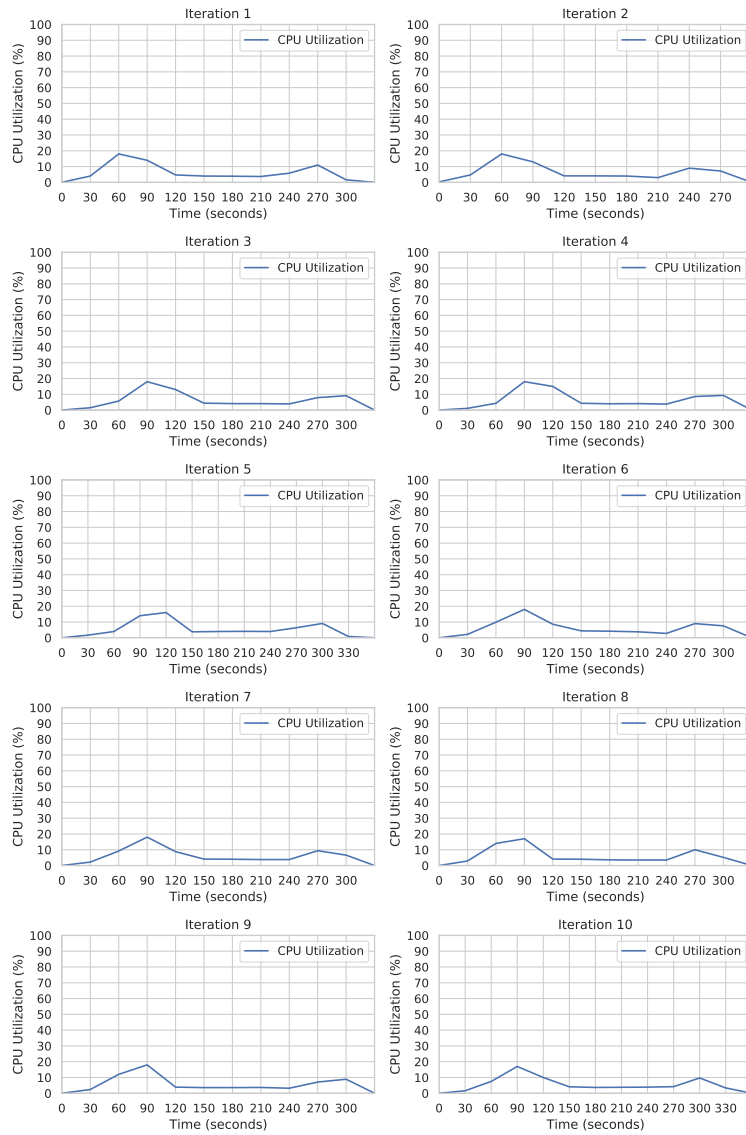 Iteration 1
CPU Utilization (%)
100
90
80
70
60
50
40
30
20
10
0
CPU Utilization
0 30 60 90 120 150 180 210 240 270 300
Time (seconds)
Iteration 2
CPU Utilization (%)
100
90
80
70
60
50
40
30
20
10
0
CPU Utilization
0 30 60 90 120 150 180 210 240 270
Time (seconds)
Iteration 3
CPU Utilization (%)
100
90
80
70
60
50
40
30
20
10
0
CPU Utilization
0 30 60 90 120 150 180 210 240 270 300
Time (seconds)
Iteration 4
CPU Utilization (%)
100
90
80
70
60
50
40
30
20
10
0
CPU Utilization
0 30 60 90 120 150 180 210 240 270 300
Time (seconds)
Iteration 5
CPU Utilization (%)
100
90
80
70
60
50
40
30
20
10
0
CPU Utilization
0 30 60 90 120 150 180 210 240 270 300 330
Time (seconds)
Iteration 6
CPU Utilization (%)
100
90
80
70
60
50
40
30
20
10
0
CPU Utilization
0 30 60 90 120 150 180 210 240 270 300
Time (seconds)
Iteration 7
CPU Utilization (%)
100
90
80
70
60
50
40
30
20
10
0
CPU Utilization
0 30 60 90 120 150 180 210 240 270 300
Time (seconds)
Iteration 8
CPU Utilization (%)
100
90
80
70
60
50
40
30
20
10
0
CPU Utilization
0 30 60 90 120 150 180 210 240 270 300
Time (seconds)
Iteration 9
CPU Utilization (%)
100
90
80
70
60
50
40
30
20
10
0
CPU Utilization
0 30 60 90 120 150 180 210 240 270 300
Time (seconds)
Iteration 10
CPU Utilization (%)
100
90
80
70
60
50
40
30
20
10
0
CPU Utilization
0 30 60 90 120 150 180 210 240 270 300 330
Time (seconds)